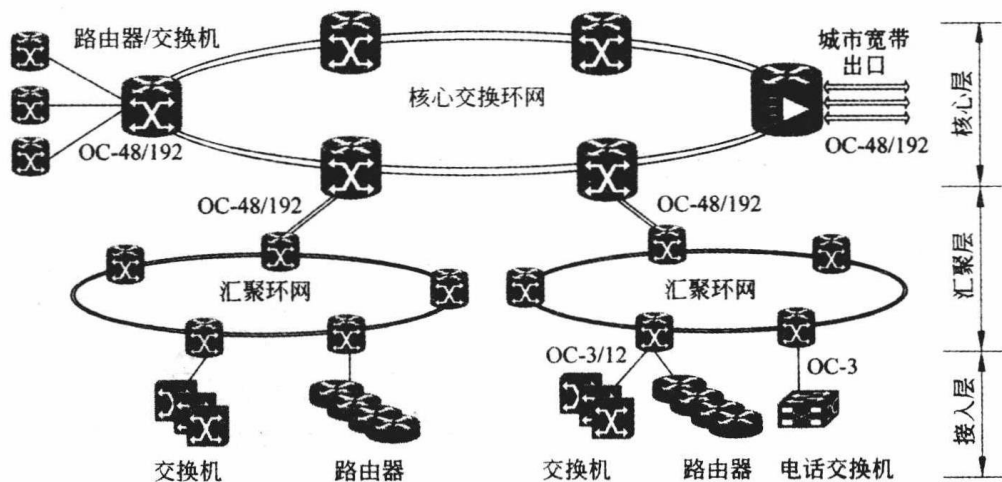 路由器/交换机
城市宽带
出口
核心交换环网
核心层
OC-48/192
OC-48/192
OC-48/192
OC-48/192
汇聚环网
汇聚环网
汇聚层
OC-3/12
OC-3
接入层
交换机
路由器
交换机
路由器
电话交换机